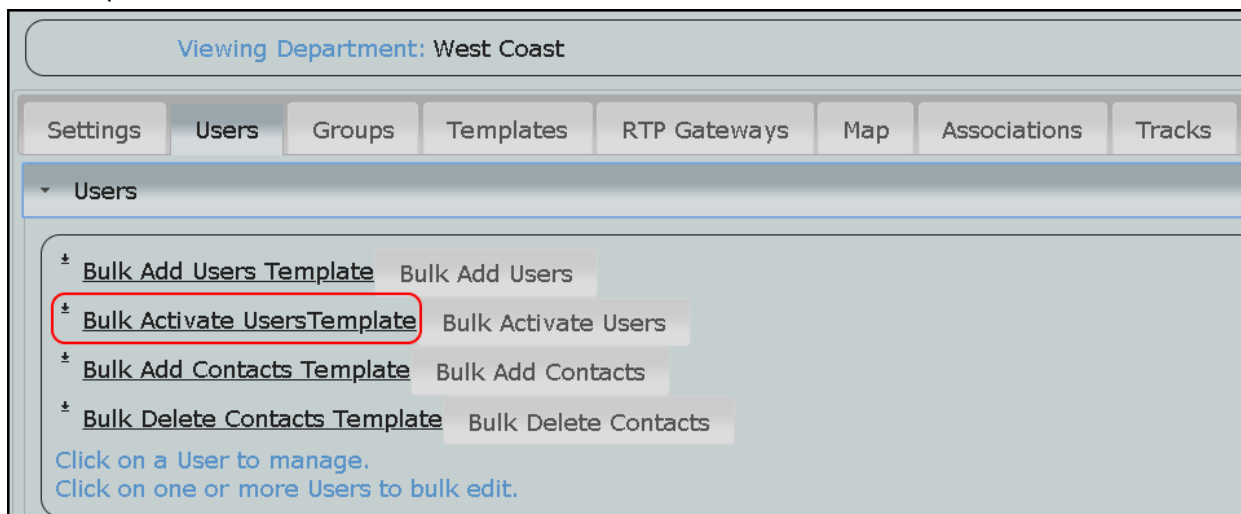 Viewing Department: West Coast
Settings Users Groups Templates RTP Gateways Map Associations Tracks
Users
Bulk Add Users Template Bulk Add Users
Bulk Activate UsersTemplate Bulk Activate Users
Bulk Add Contacts Template Bulk Add Contacts
Bulk Delete Contacts Template Bulk Delete Contacts
Click on a User to manage.
Click on one or more Users to bulk edit.